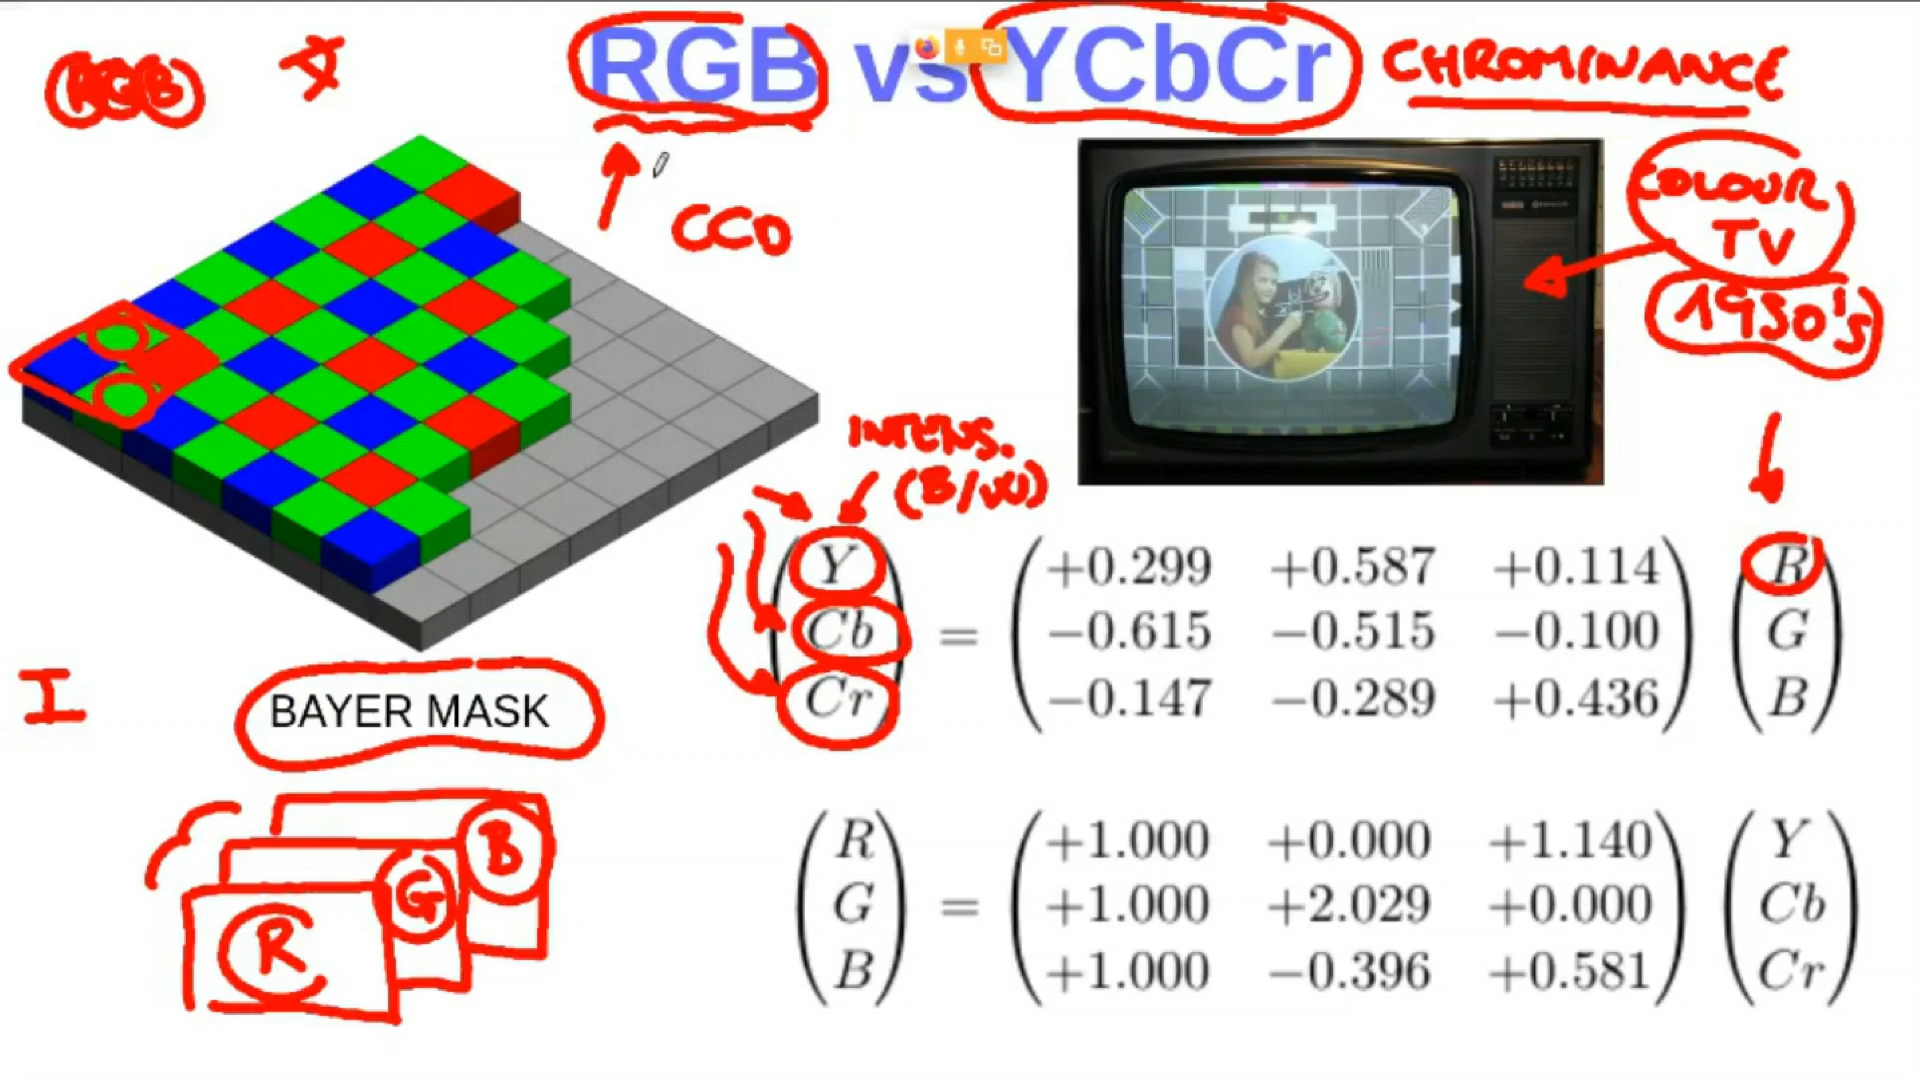 RGB vs YCbCr
RGB
CHROMINANCE
CCD
COLOUR
TV
1950's
INTENS.
(B/W)
Y
Cb
Cr
=
+0.299 +0.587 +0.114
−0.615 −0.515 −0.100
−0.147 −0.289 +0.436
R
G
B
I
BAYER MASK
R
G
B
R
G
B
=
+1.000 +0.000 +1.140
+1.000 +2.029 +0.000
+1.000 −0.396 +0.581
Y
Cb
Cr